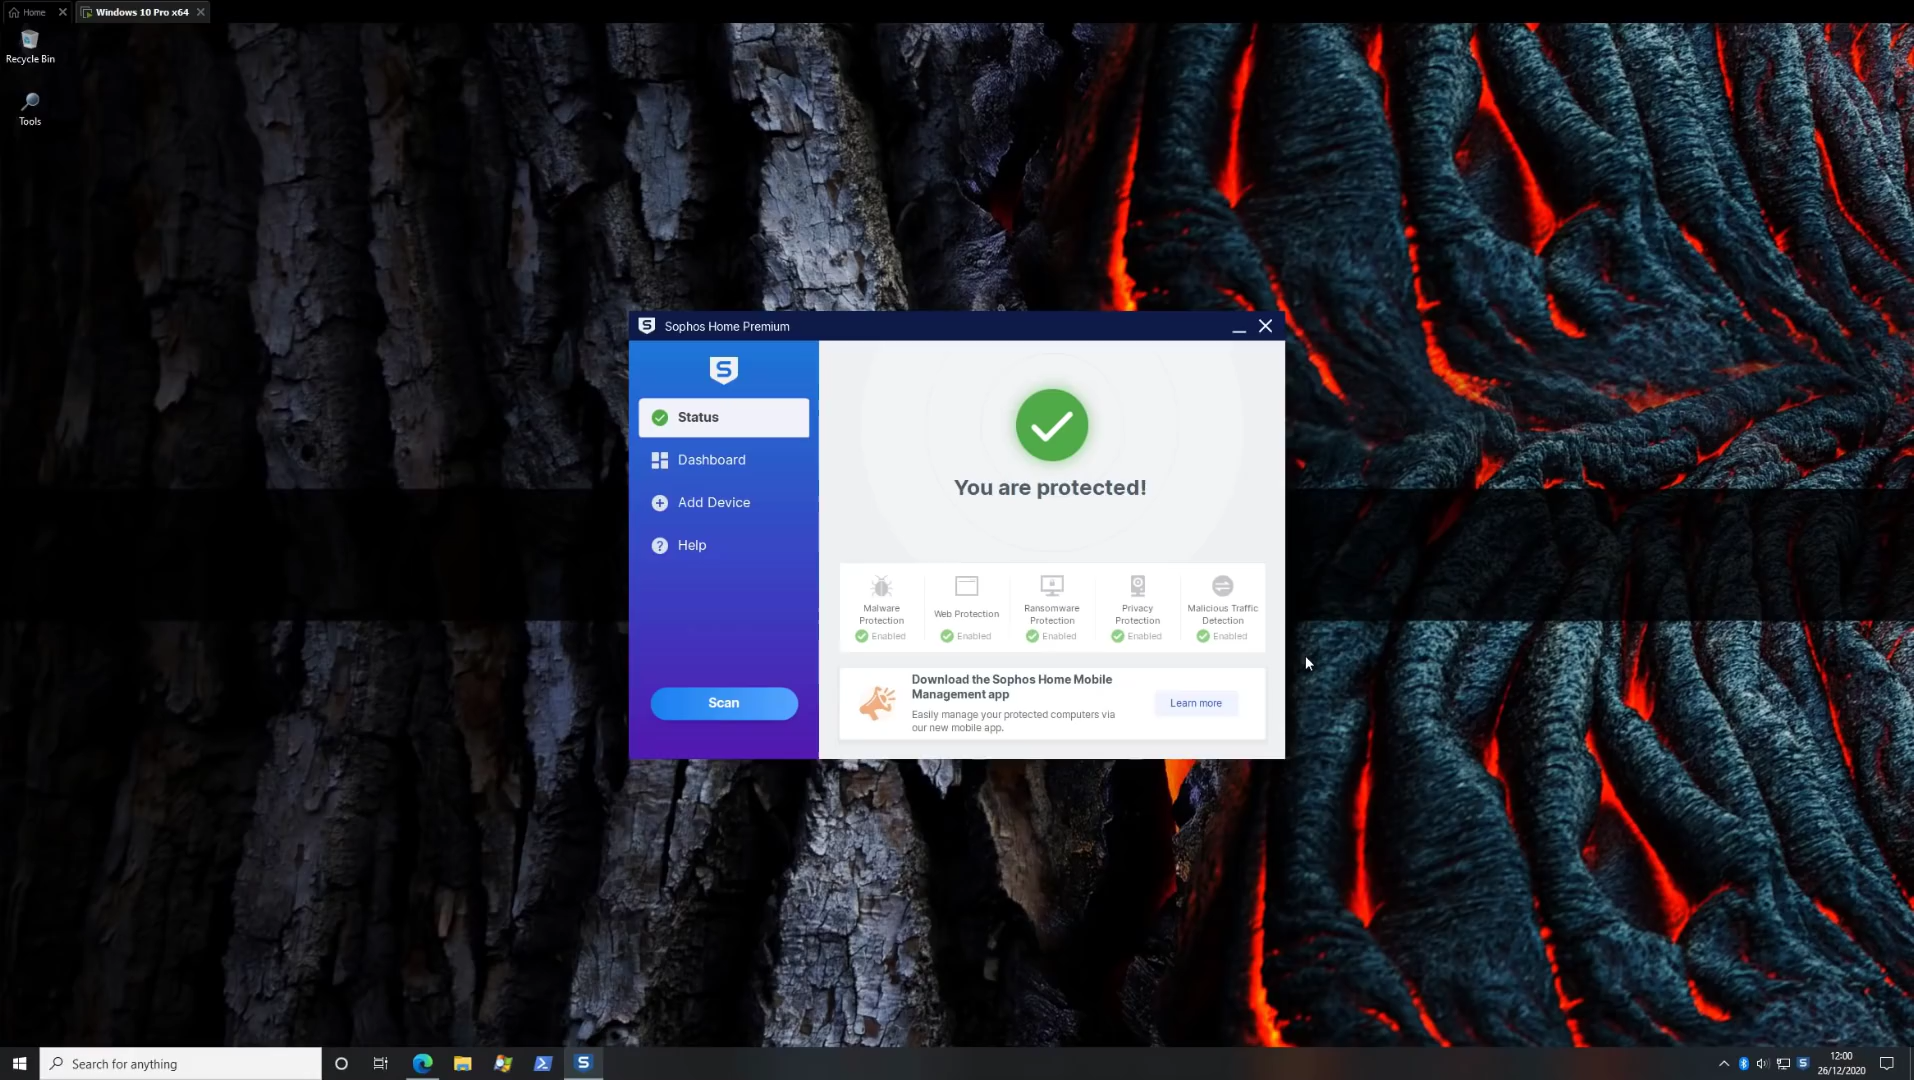 Home
Windows 10 Pro x64
Recycle Bin
Tools
Sophos Home Premium
S
Status
Dashboard
Add Device
Help
Scan
You are protected!
Malware
Protection
Enabled
Web Protection
Enabled
Ransomware
Protection
Enabled
Privacy
Protection
Enabled
Malicious Traffic
Detection
Enabled
Download the Sophos Home Mobile
Management app
Easily manage your protected computers via
our new mobile app.
Learn more
Search for anything
12:00
26/12/2020